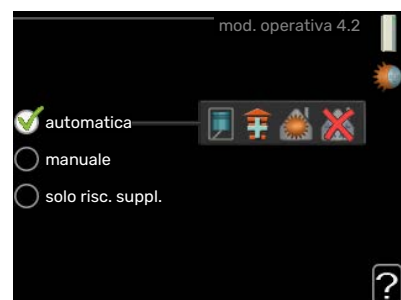 mod. operativa 4.2
automatica
manuale
solo risc. suppl.
?